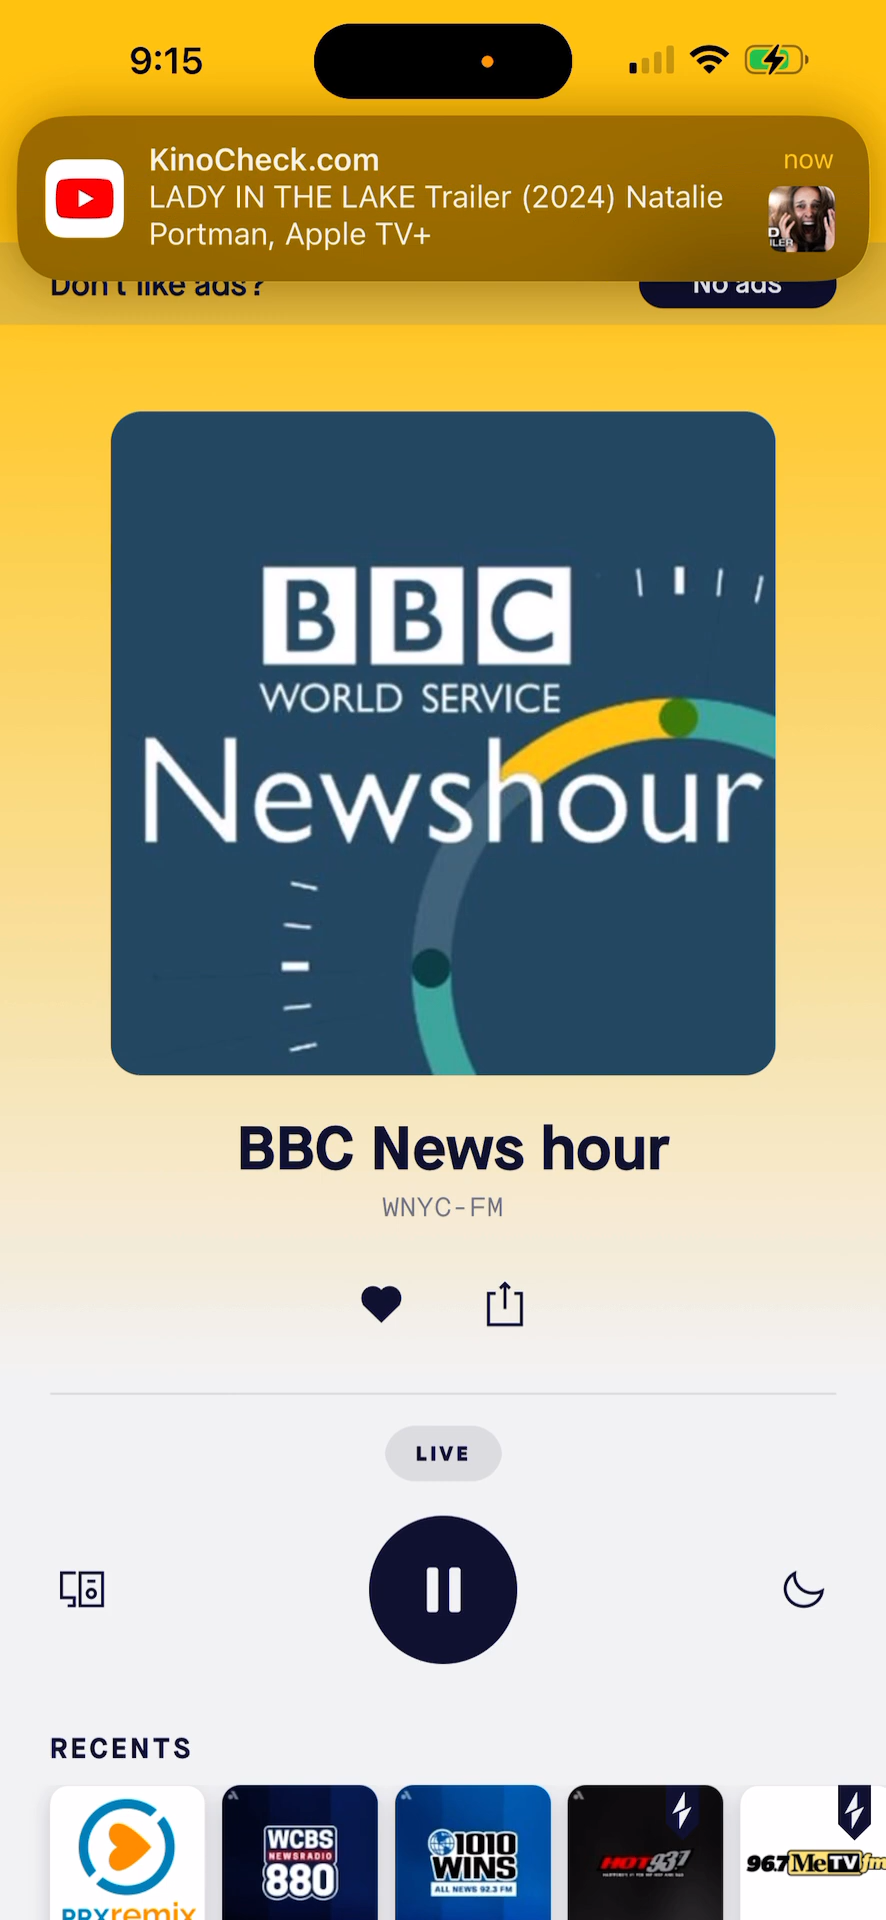 9:15
KinoCheck.com
now
LADY IN THE LAKE Trailer (2024) Natalie
Portman, Apple TV+
D
ILER
Don't like ads?
No ads
BBC
WORLD SERVICE
Newshour
BBC News hour
WNYC-FM
LIVE
RECENTS
PRXremix
WCBS
NEWSRADIO
880
1010
WINS
ALL NEWS 92.3 FM
HOT 93.7
96.7 MeTV fm